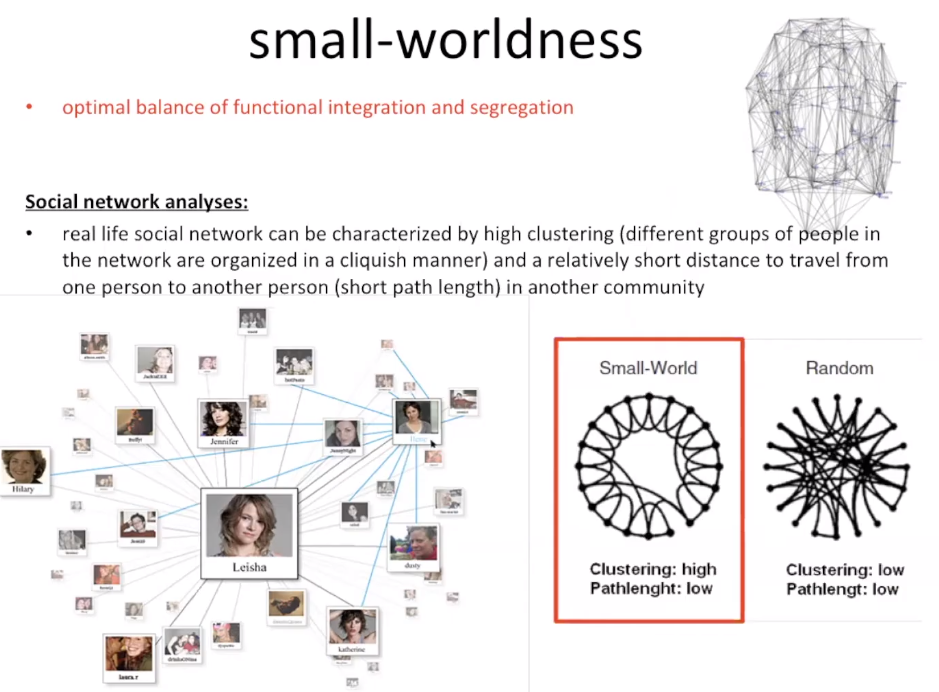 small-worldness
• optimal balance of functional integration and segregation
Social network analyses:
• real life social network can be characterized by high clustering (different groups of people in
the network are organized in a cliquish manner) and a relatively short distance to travel from
one person to another person (short path length) in another community
Jennifer
Hilary
Leisha
dusty
katherine
laura r
Small-World
Random
Clustering: high
Pathlenght: low
Clustering: low
Pathlengt: low